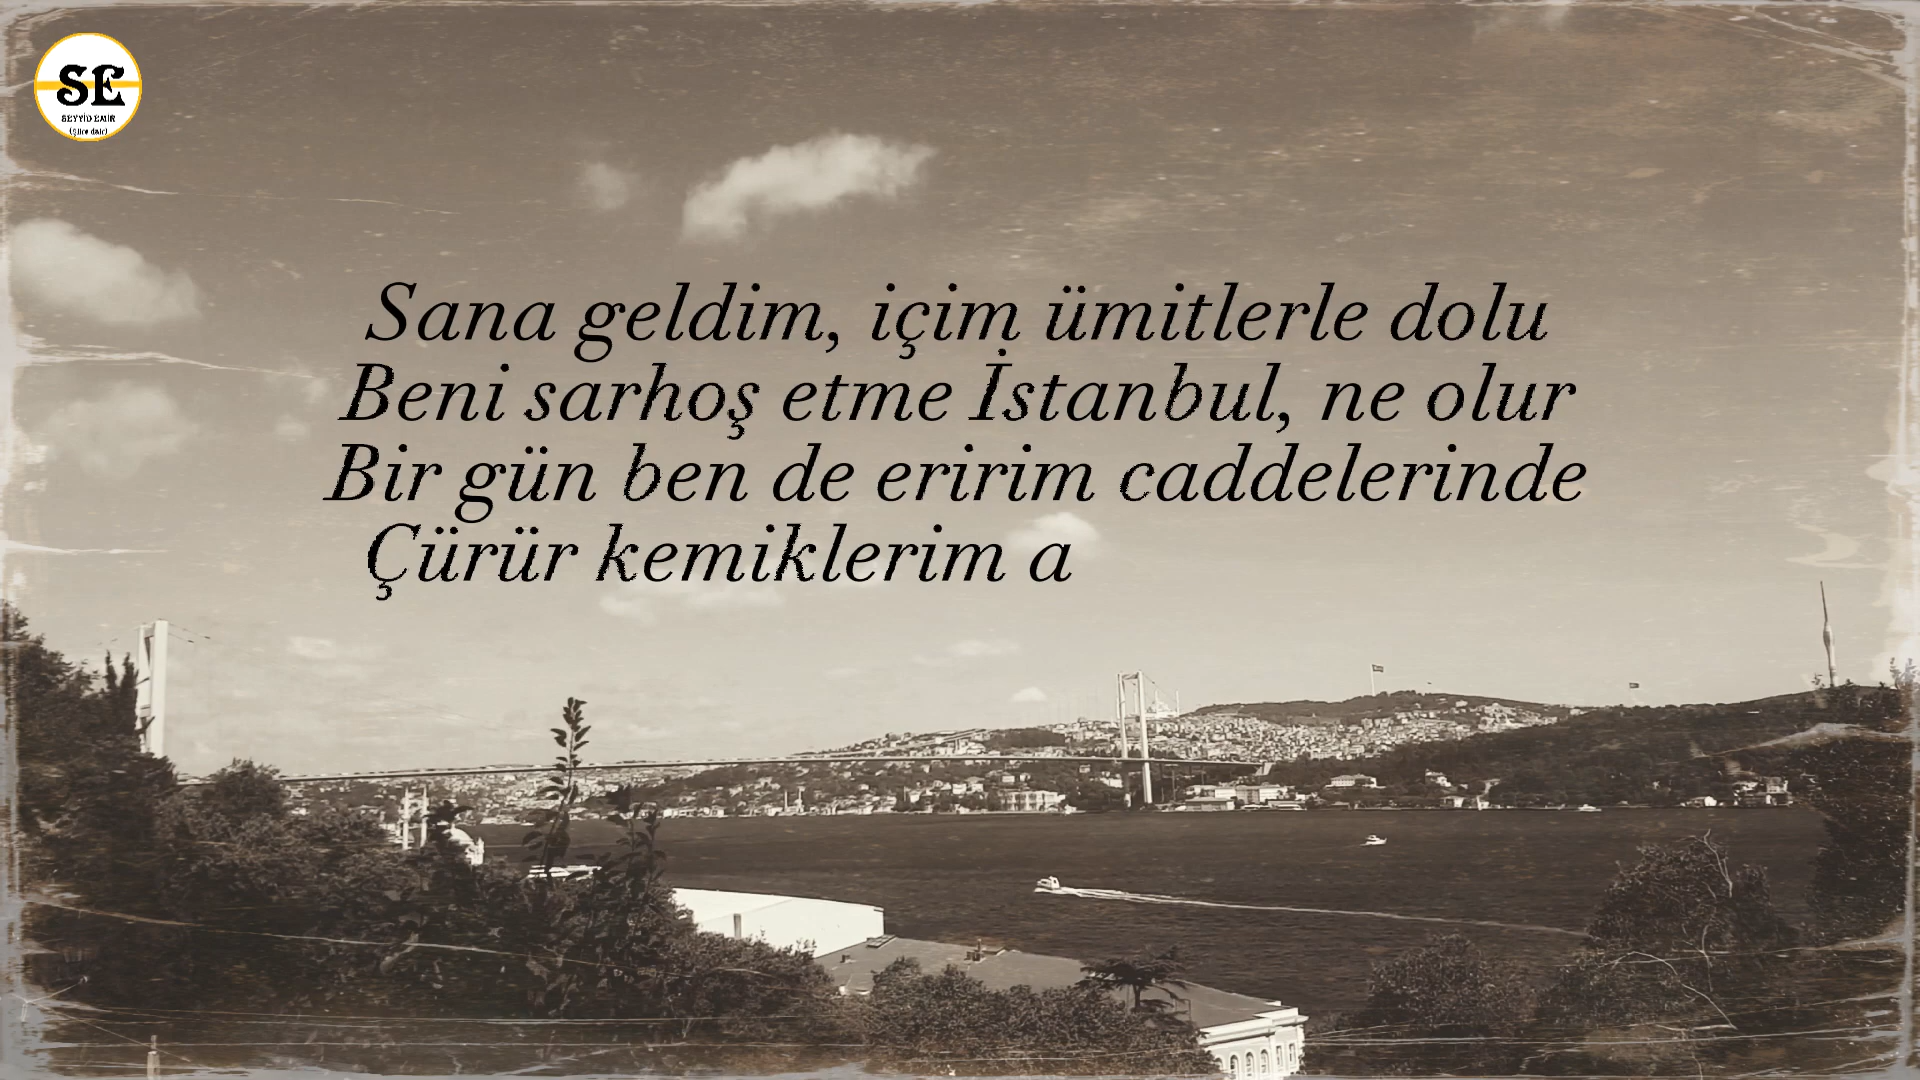 SE
SEYYİD EMİR
(Şiire dair)
Sana geldim, içim ümitlerle dolu
Beni sarhoş etme İstanbul, ne olur
Bir gün ben de eririm caddelerinde
Çürür kemiklerim a